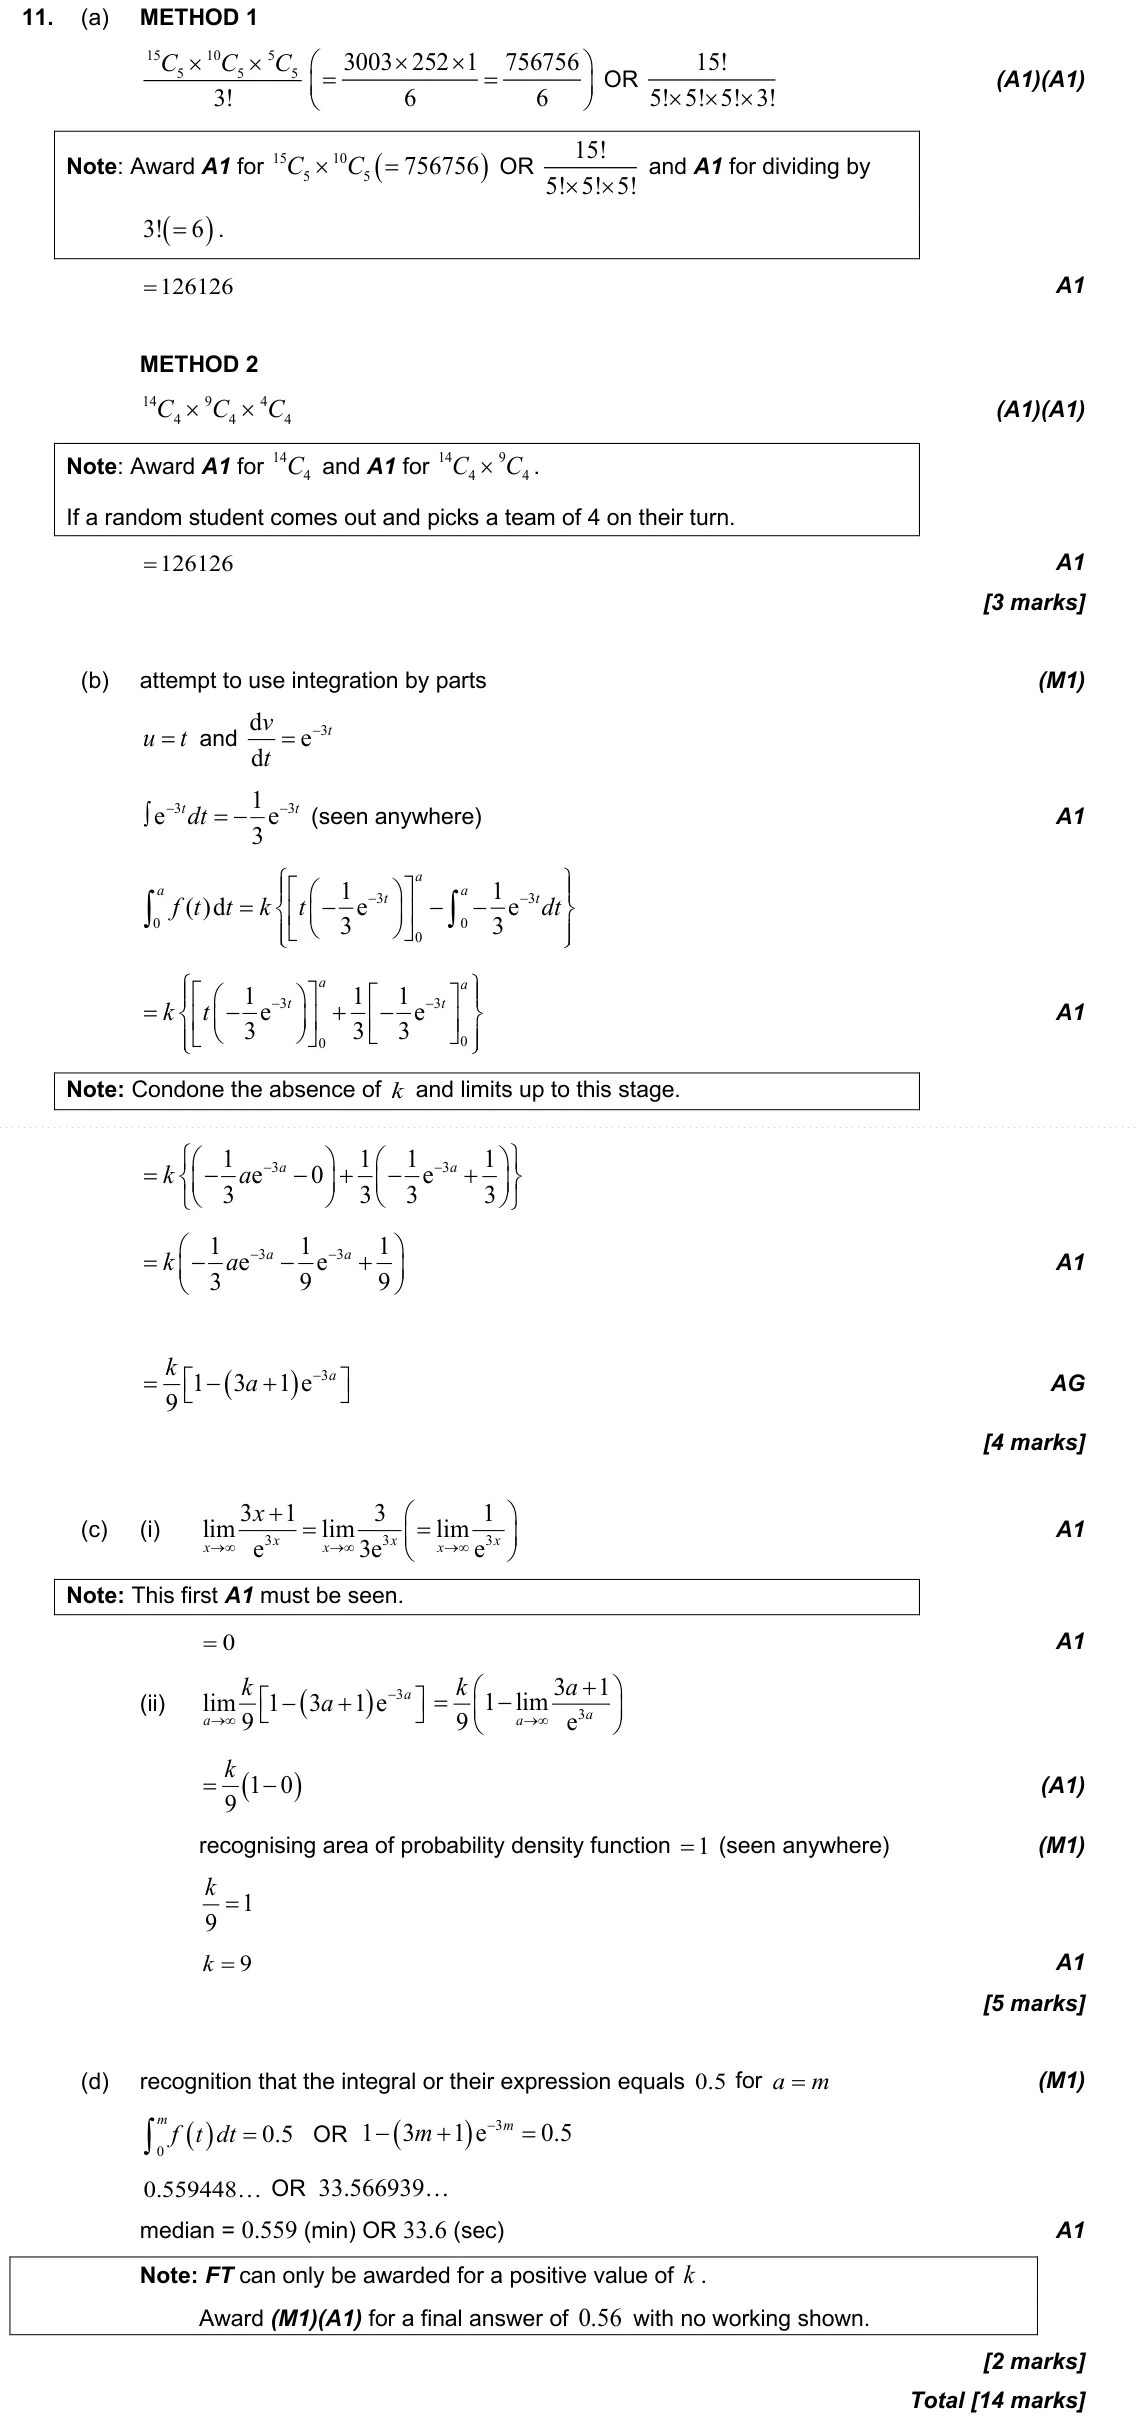 11. (a) METHOD 1
¹⁵C₅ × ¹⁰C₅ × ⁵C₅ / 3! (= 3003×252×1 / 6 = 756756 / 6) OR 15! / 5!×5!×5!×3! (A1)(A1)
Note: Award A1 for ¹⁵C₅ × ¹⁰C₅ (= 756756) OR 15! / 5!×5!×5! and A1 for dividing by
3!(= 6).
= 126126 A1
METHOD 2
¹⁴C₄ × ⁹C₄ × ⁴C₄ (A1)(A1)
Note: Award A1 for ¹⁴C₄ and A1 for ¹⁴C₄ × ⁹C₄.
If a random student comes out and picks a team of 4 on their turn.
= 126126 A1
[3 marks]
(b) attempt to use integration by parts (M1)
u = t and dv/dt = e^(−3t)
∫e^(−3t) dt = −1/3 e^(−3t) (seen anywhere) A1
∫₀^a f(t)dt = k{[t(−1/3 e^(−3t))]₀^a − ∫₀^a −1/3 e^(−3t) dt}
= k{[t(−1/3 e^(−3t))]₀^a + 1/3[−1/3 e^(−3t)]₀^a} A1
Note: Condone the absence of k and limits up to this stage.
= k{(−1/3 ae^(−3a) − 0) + 1/3(−1/3 e^(−3a) + 1/3)}
= k(−1/3 ae^(−3a) − 1/9 e^(−3a) + 1/9) A1
= k/9[1−(3a+1)e^(−3a)] AG
[4 marks]
(c) (i) lim x→∞ (3x+1)/e^(3x) = lim x→∞ 3/3e^(3x) (= lim x→∞ 1/e^(3x)) A1
Note: This first A1 must be seen.
= 0 A1
(ii) lim a→∞ k/9[1−(3a+1)e^(−3a)] = k/9(1 − lim a→∞ (3a+1)/e^(3a))
= k/9(1−0) (A1)
recognising area of probability density function = 1 (seen anywhere) (M1)
k/9 = 1
k = 9 A1
[5 marks]
(d) recognition that the integral or their expression equals 0.5 for a = m (M1)
∫₀^m f(t)dt = 0.5 OR 1−(3m+1)e^(−3m) = 0.5
0.559448… OR 33.566939…
median = 0.559 (min) OR 33.6 (sec) A1
Note: FT can only be awarded for a positive value of k.
Award (M1)(A1) for a final answer of 0.56 with no working shown.
[2 marks]
Total [14 marks]